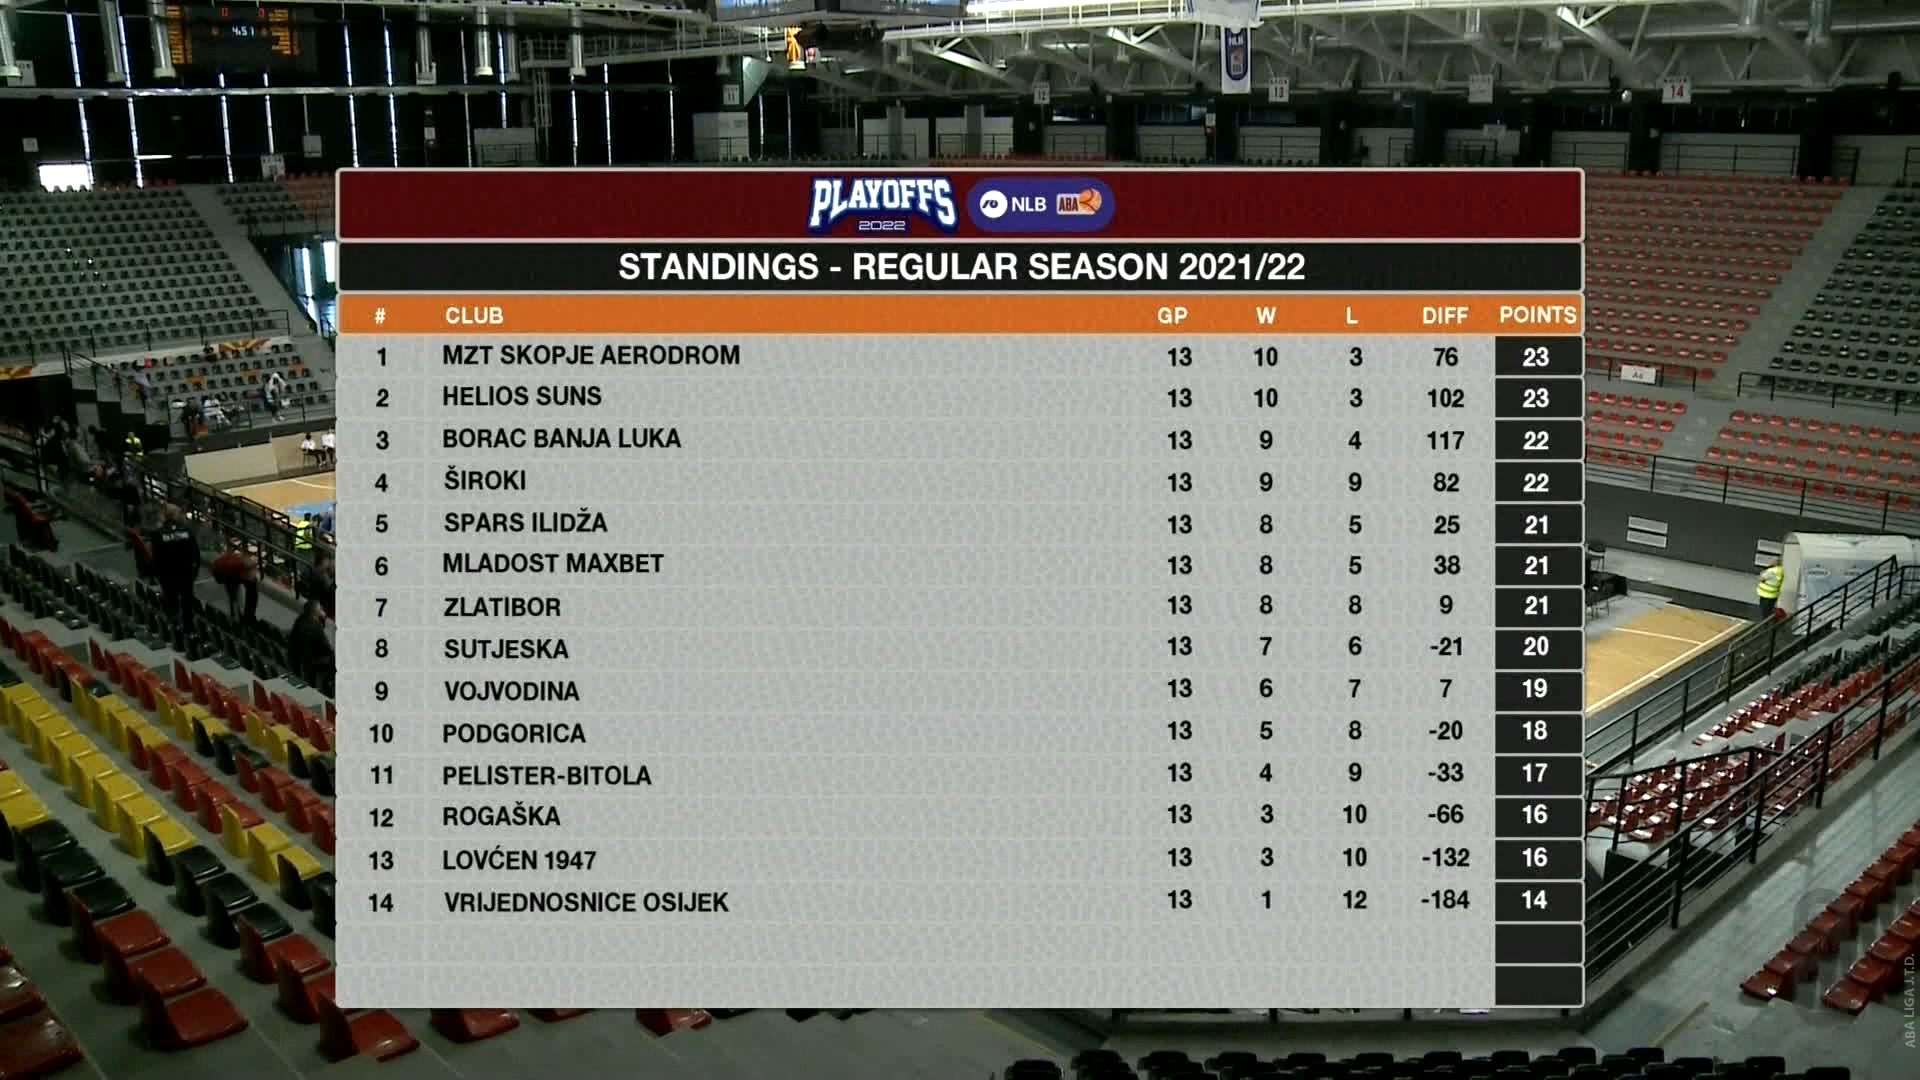 PLAYOFFS 2022 NLB ABA
STANDINGS - REGULAR SEASON 2021/22
# CLUB GP W L DIFF POINTS
1 MZT SKOPJE AERODROM 13 10 3 76 23
2 HELIOS SUNS 13 10 3 102 23
3 BORAC BANJA LUKA 13 9 4 117 22
4 ŠIROKI 13 9 9 82 22
5 SPARS ILIDŽA 13 8 5 25 21
6 MLADOST MAXBET 13 8 5 38 21
7 ZLATIBOR 13 8 8 9 21
8 SUTJESKA 13 7 6 -21 20
9 VOJVODINA 13 6 7 7 19
10 PODGORICA 13 5 8 -20 18
11 PELISTER-BITOLA 13 4 9 -33 17
12 ROGAŠKA 13 3 10 -66 16
13 LOVĆEN 1947 13 3 10 -132 16
14 VRIJEDNOSNICE OSIJEK 13 1 12 -184 14
ABA LIGA J.T.D.
11
12
13
14